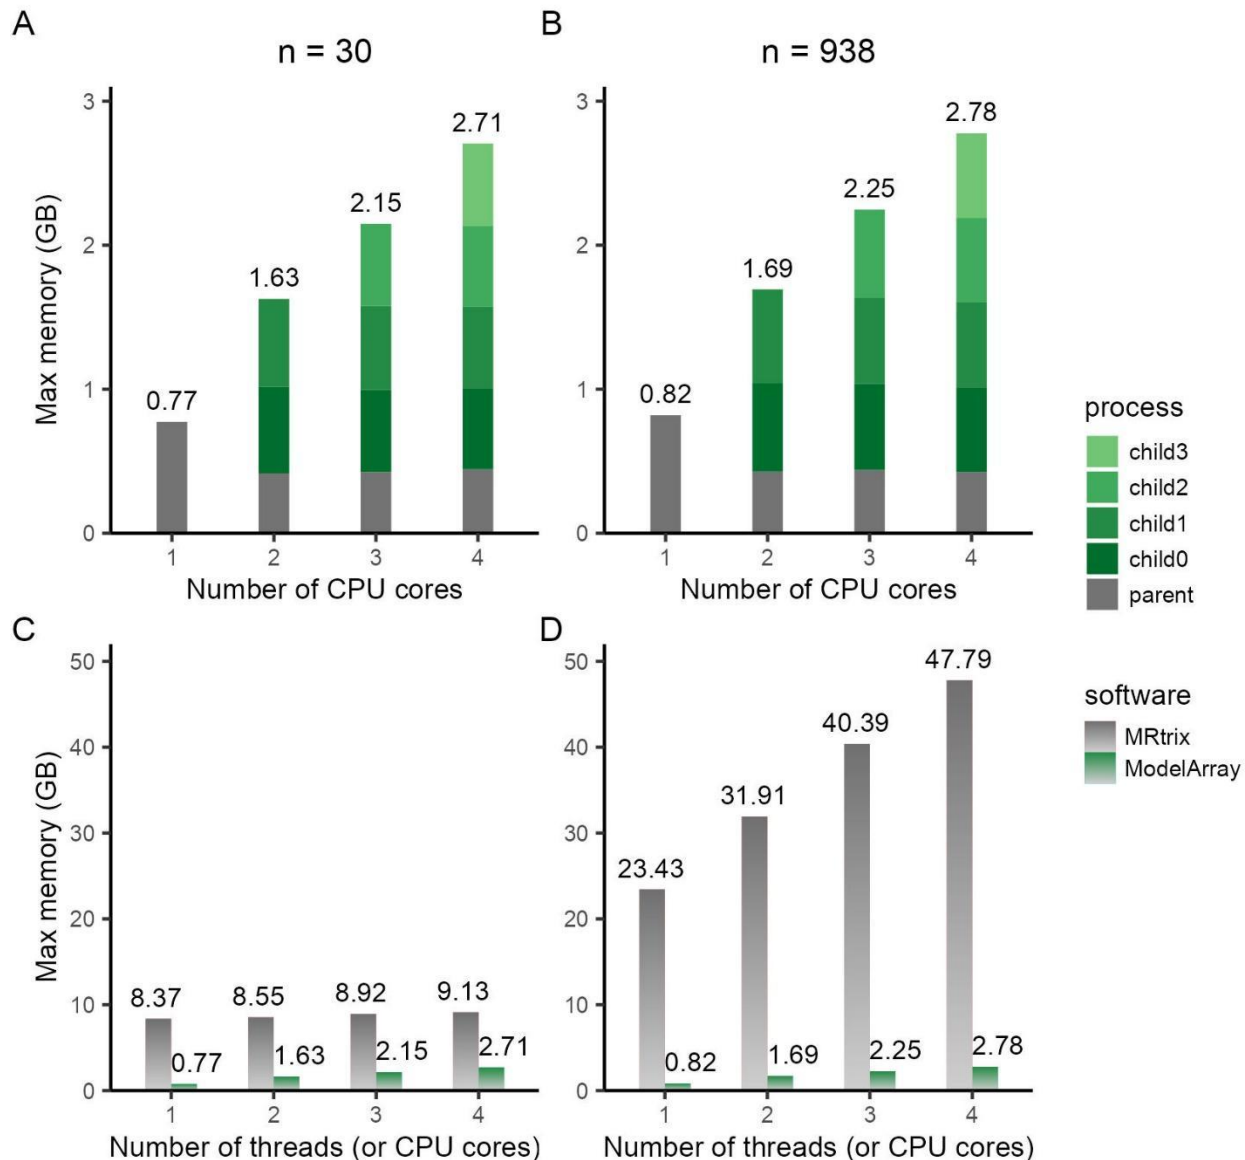 A
n = 30
Max memory (GB)
3
2
1
0
0.77
1.63
2.15
2.71
1
2
3
4
Number of CPU cores
B
n = 938
3
2
1
0
0.82
1.69
2.25
2.78
1
2
3
4
Number of CPU cores
process
child3
child2
child1
child0
parent
C
Max memory (GB)
50
40
30
20
10
0
8.37
0.77
8.55
1.63
8.92
2.15
9.13
2.71
1
2
3
4
Number of threads (or CPU cores)
D
50
40
30
20
10
0
23.43
0.82
31.91
1.69
40.39
2.25
47.79
2.78
1
2
3
4
Number of threads (or CPU cores)
software
MRtrix
ModelArray